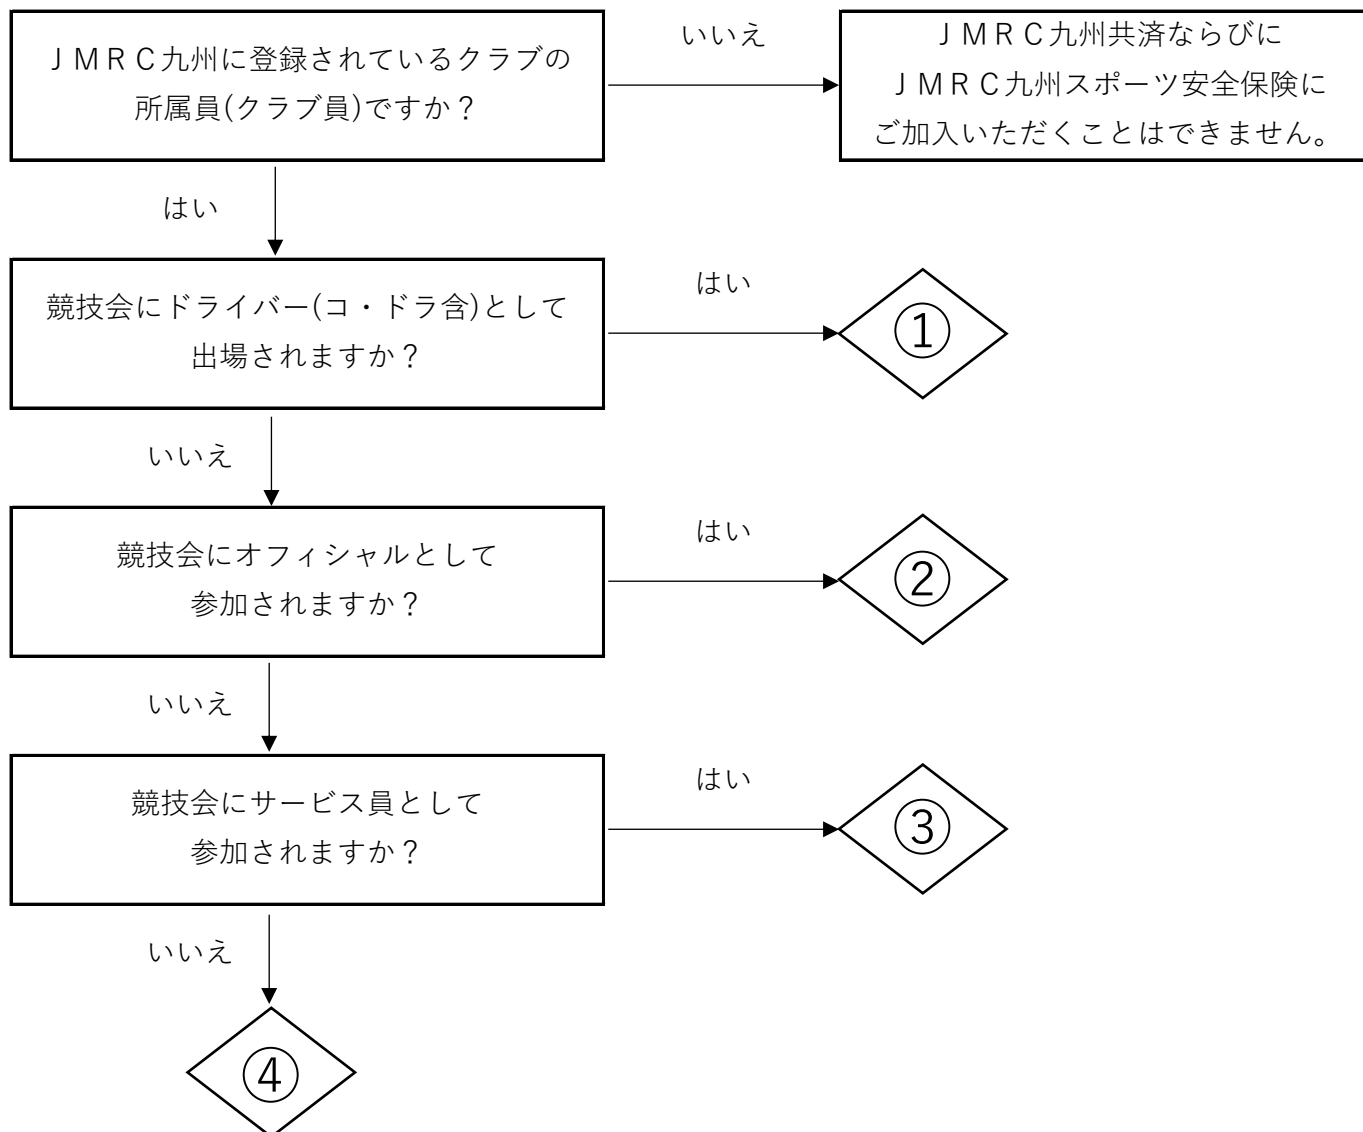 ＪＭＲＣ九州に登録されているクラブの
所属員(クラブ員)ですか？
いいえ
ＪＭＲＣ九州共済ならびに
ＪＭＲＣ九州スポーツ安全保険に
ご加入いただくことはできません。
はい
競技会にドライバー(コ・ドラ含)として
出場されますか？
はい
①
いいえ
競技会にオフィシャルとして
参加されますか？
はい
②
いいえ
競技会にサービス員として
参加されますか？
はい
③
いいえ
④